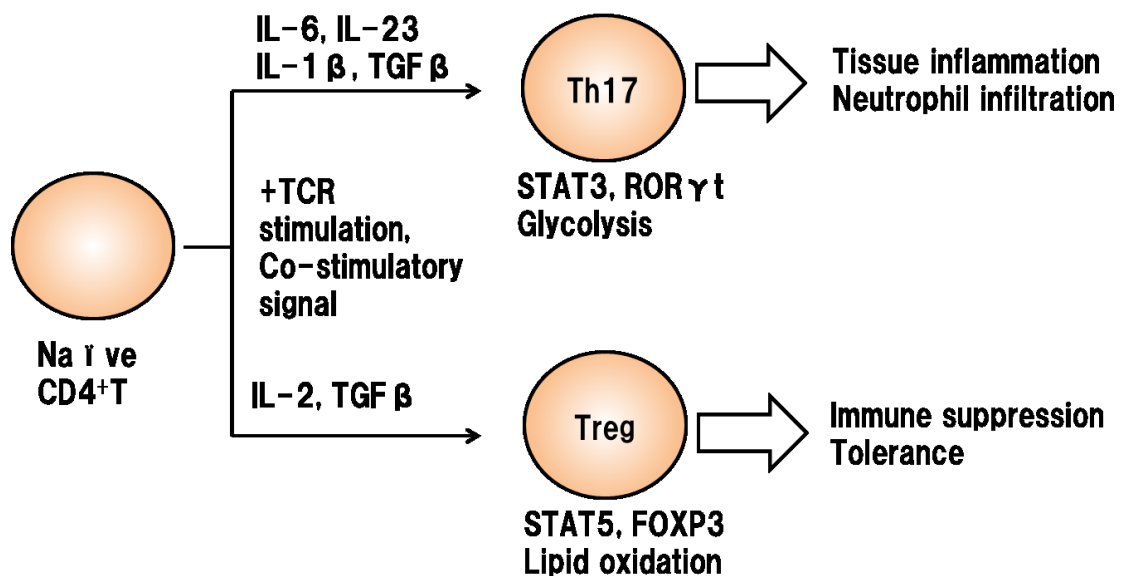 IL-6, IL-23
IL-1β, TGFβ
Th17
Tissue inflammation
Neutrophil infiltration
STAT3, RORγt
Glycolysis
+TCR
stimulation,
Co-stimulatory
signal
Naïve
CD4⁺T
IL-2, TGFβ
Treg
Immune suppression
Tolerance
STAT5, FOXP3
Lipid oxidation